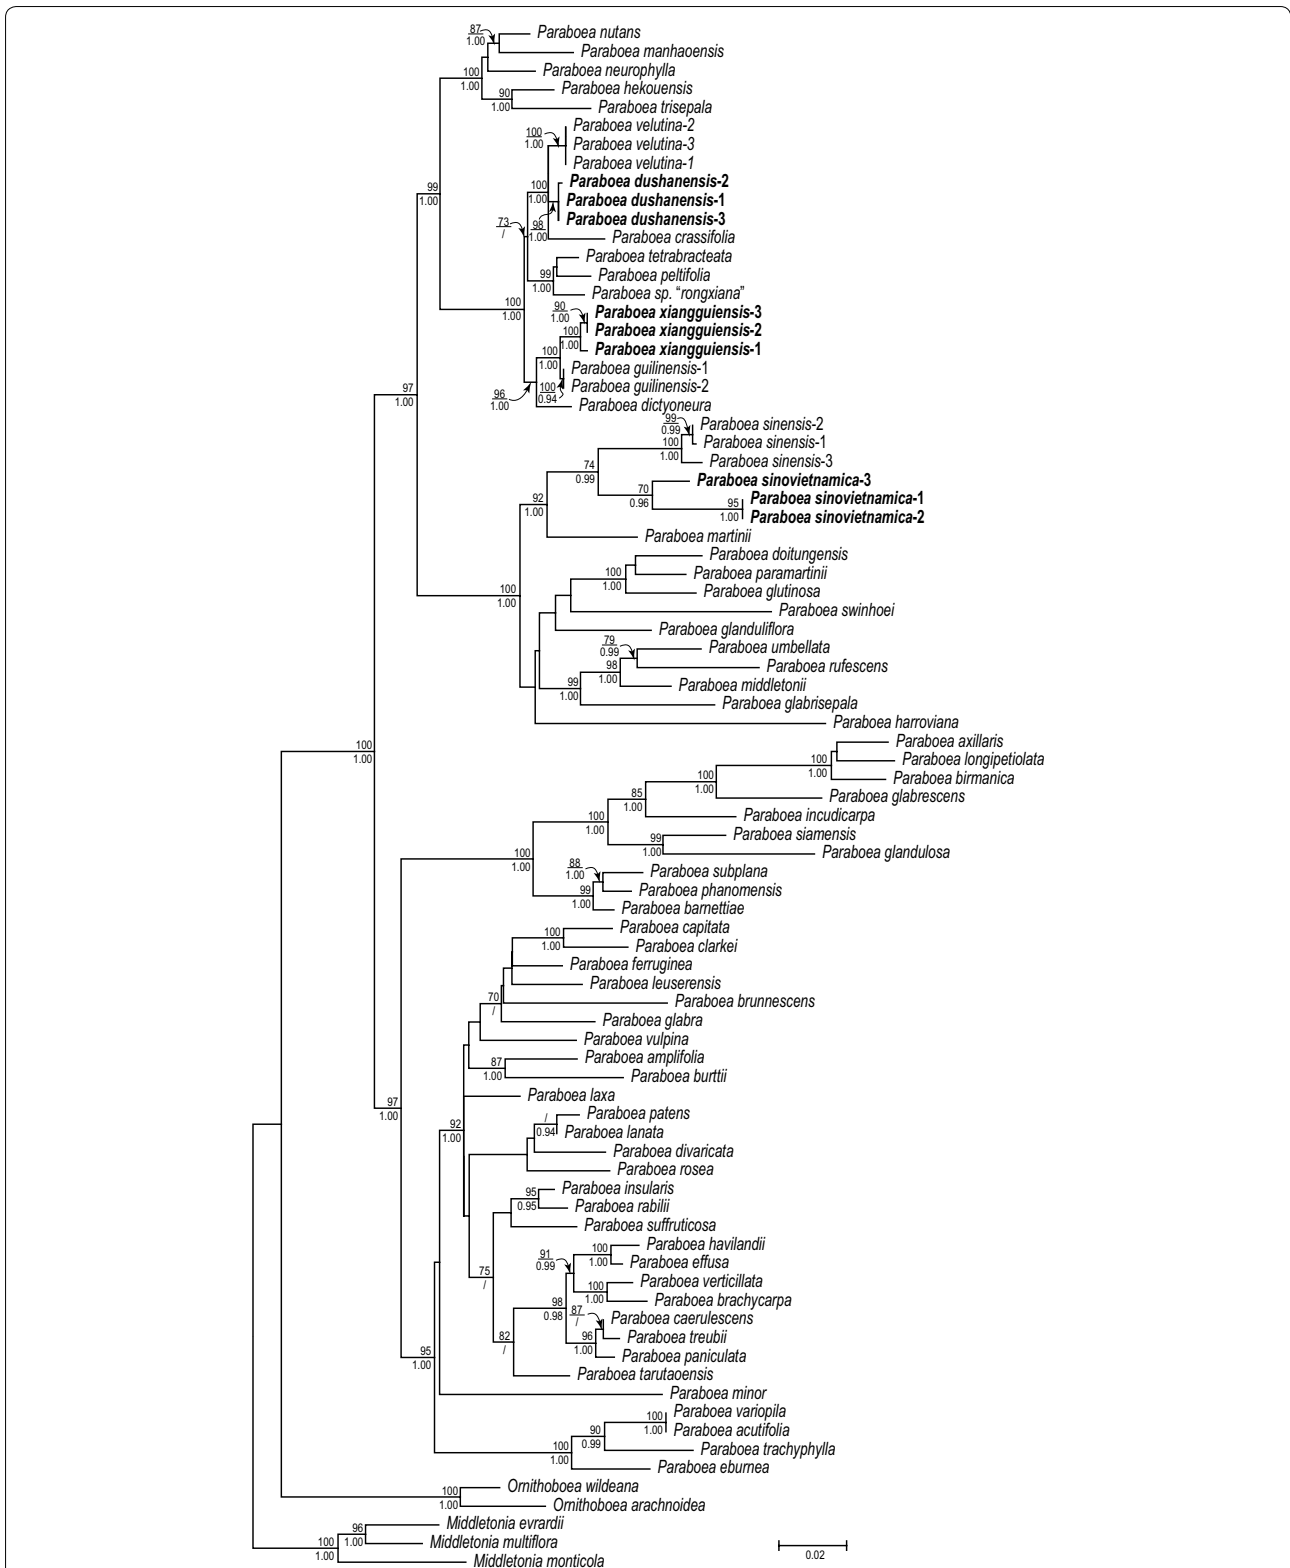 87
1.00
Paraboea nutans
Paraboea manhaoensis
100
1.00
Paraboea neurophylla
90
1.00
Paraboea hekouensis
Paraboea trisepala
100
1.00
Paraboea velutina-2
Paraboea velutina-3
Paraboea velutina-1
99
1.00
100
1.00
Paraboea dushanensis-2
Paraboea dushanensis-1
Paraboea dushanensis-3
98
1.00
73
/
Paraboea crassifolia
Paraboea tetrabracteata
99
1.00
Paraboea peltifolia
Paraboea sp. “rongxiana”
100
1.00
90
1.00
Paraboea xiangguiensis-3
Paraboea xiangguiensis-2
100
1.00
Paraboea xiangguiensis-1
100
1.00
Paraboea guilinensis-1
Paraboea guilinensis-2
100
0.94
96
1.00
Paraboea dictyoneura
97
1.00
99
0.99
Paraboea sinensis-2
Paraboea sinensis-1
100
1.00
Paraboea sinensis-3
74
0.99
Paraboea sinovietnamica-3
70
0.96
95
1.00
Paraboea sinovietnamica-1
Paraboea sinovietnamica-2
92
1.00
Paraboea martinii
Paraboea doitungensis
100
1.00
Paraboea paramartinii
Paraboea glutinosa
100
1.00
Paraboea swinhoei
Paraboea glanduliflora
79
0.99
Paraboea umbellata
Paraboea rufescens
98
1.00
Paraboea middletonii
99
1.00
Paraboea glabrisepala
Paraboea harroviana
100
1.00
Paraboea axillaris
Paraboea longipetiolata
100
1.00
Paraboea birmanica
100
1.00
Paraboea glabrescens
85
1.00
Paraboea incudicarpa
100
1.00
Paraboea siamensis
99
1.00
Paraboea glandulosa
100
1.00
88
1.00
Paraboea subplana
Paraboea phanomensis
99
1.00
Paraboea barnettiae
Paraboea capitata
100
1.00
Paraboea clarkei
Paraboea ferruginea
Paraboea leuserensis
70
/
Paraboea brunnescens
Paraboea glabra
Paraboea vulpina
Paraboea amplifolia
87
1.00
Paraboea burttii
97
1.00
Paraboea laxa
92
1.00
/
0.94
Paraboea patens
Paraboea lanata
Paraboea divaricata
Paraboea rosea
95
0.95
Paraboea insularis
Paraboea rabilii
Paraboea suffruticosa
75
/
91
0.99
100
1.00
Paraboea havilandii
Paraboea effusa
100
1.00
Paraboea verticillata
Paraboea brachycarpa
98
0.98
87
/
Paraboea caerulescens
Paraboea treubii
96
1.00
Paraboea paniculata
82
/
Paraboea tarutaoensis
95
1.00
Paraboea minor
100
1.00
Paraboea variopila
Paraboea acutifolia
90
0.99
Paraboea trachyphylla
100
1.00
Paraboea eburnea
100
1.00
Ornithoboea wildeana
Ornithoboea arachnoidea
96
1.00
Middletonia evrardii
Middletonia multiflora
100
1.00
Middletonia monticola
0.02